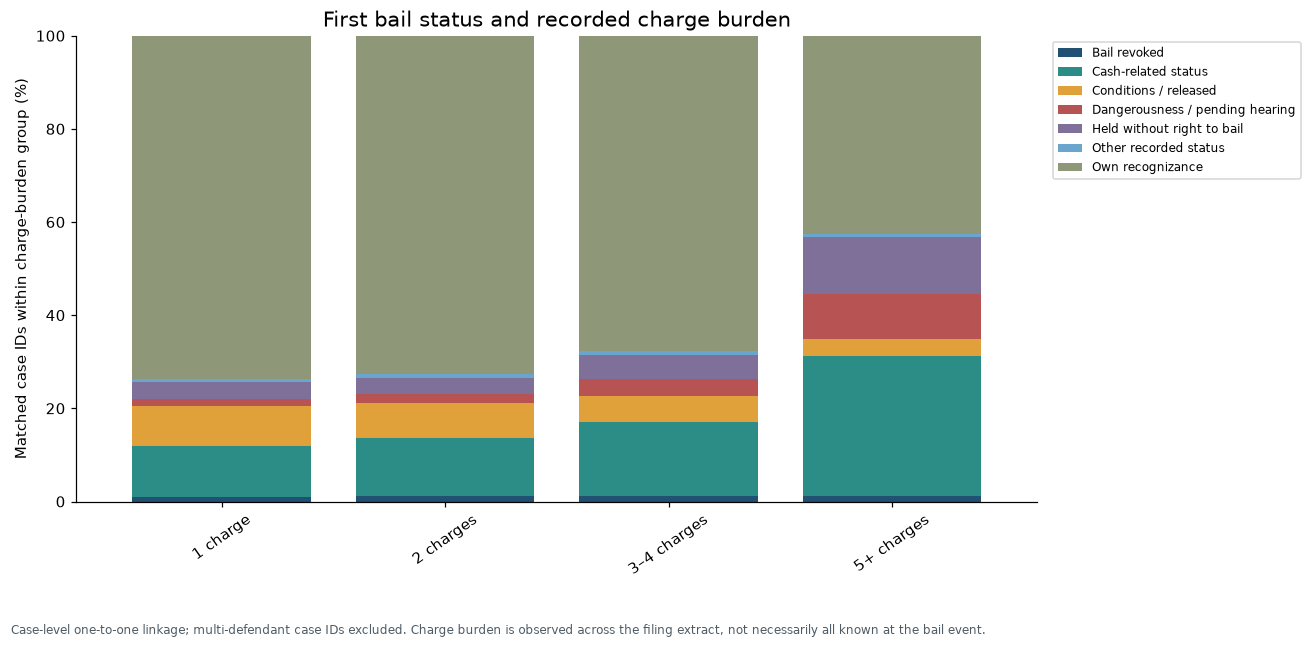 First bail status and recorded charge burden
Matched case IDs within charge-burden group (%)
100
80
60
40
20
0
1 charge
2 charges
3–4 charges
5+ charges
Bail revoked
Cash-related status
Conditions / released
Dangerousness / pending hearing
Held without right to bail
Other recorded status
Own recognizance
Case-level one-to-one linkage; multi-defendant case IDs excluded. Charge burden is observed across the filing extract, not necessarily all known at the bail event.